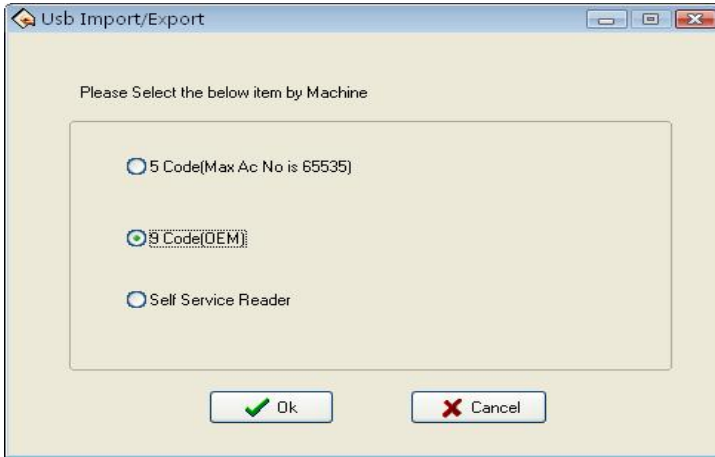 Usb Import/Export
Please Select the below item by Machine
5 Code(Max Ac No is 65535)
9 Code(OEM)
Self Service Reader
Ok
Cancel